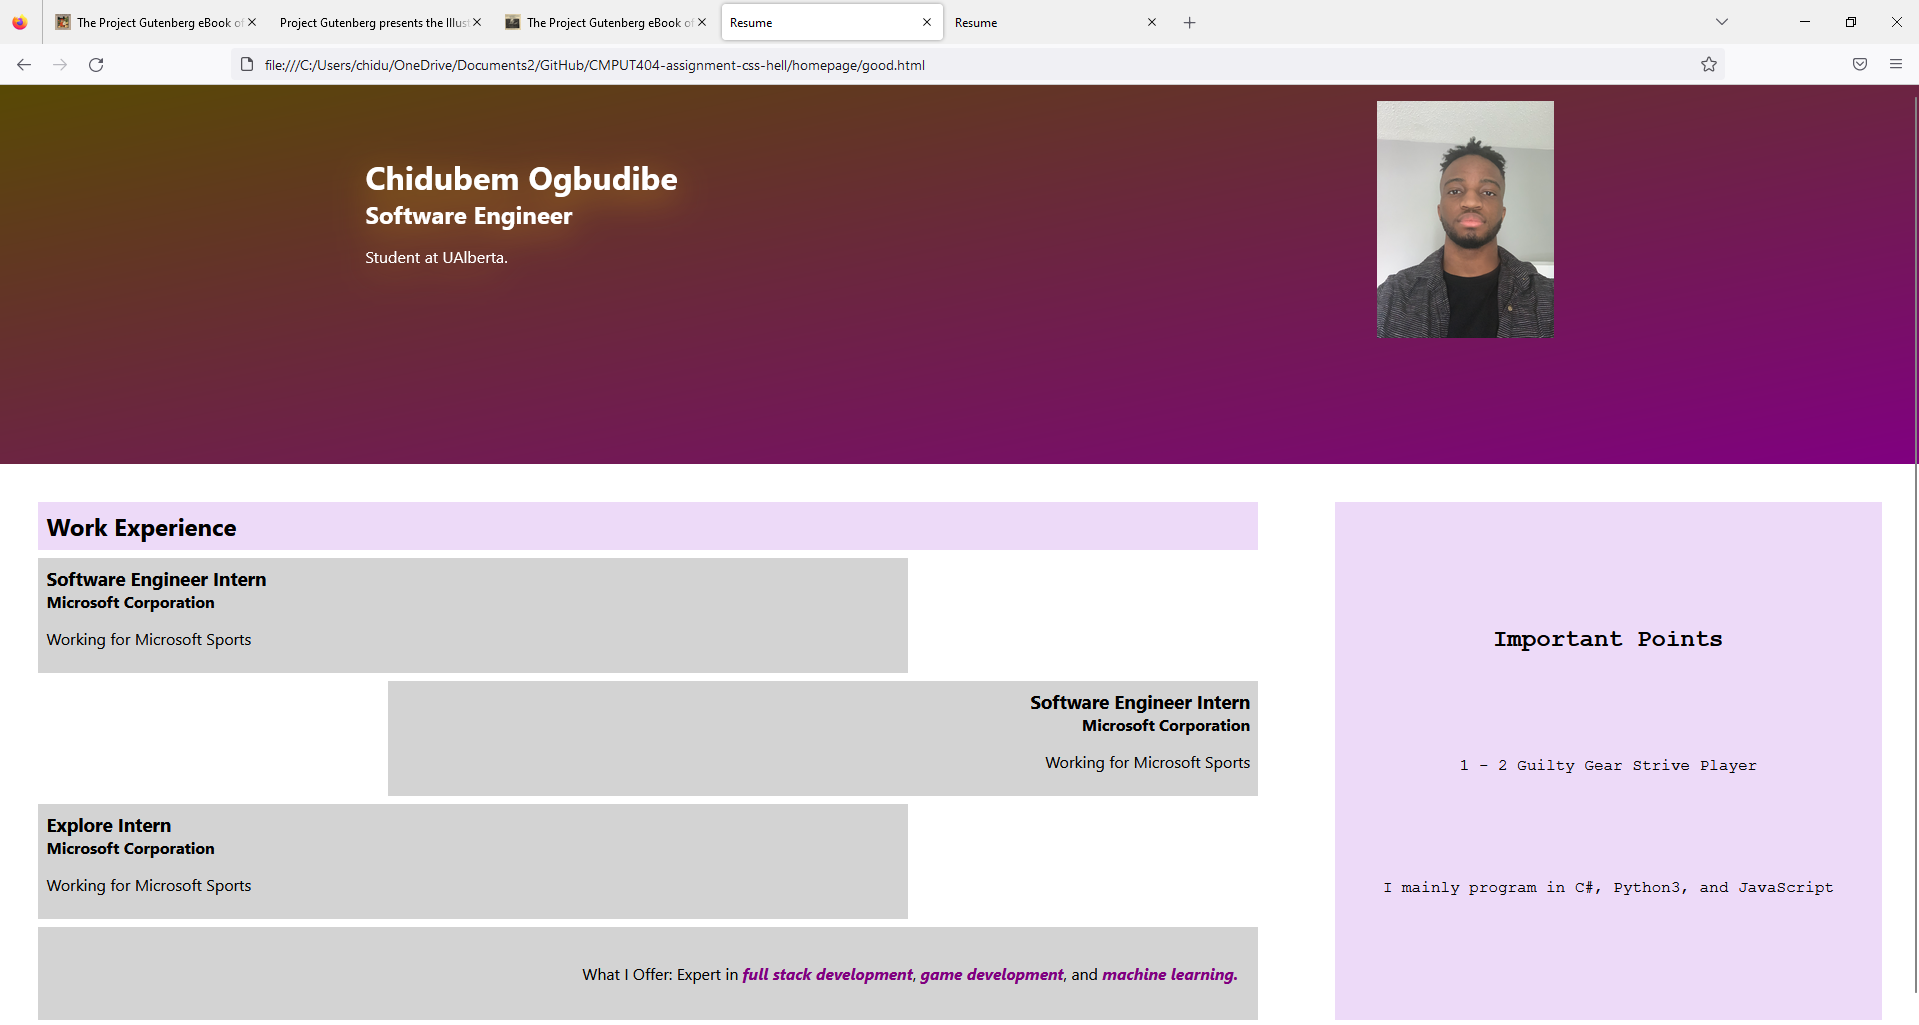 The Project Gutenberg eBook of
Project Gutenberg presents the Illust
The Project Gutenberg eBook of
Resume
Resume
file:///C:/Users/chidu/OneDrive/Documents2/GitHub/CMPUT404-assignment-css-hell/homepage/good.html
Chidubem Ogbudibe
Software Engineer
Student at UAlberta.
Work Experience
Software Engineer Intern
Microsoft Corporation
Working for Microsoft Sports
Software Engineer Intern
Microsoft Corporation
Working for Microsoft Sports
Explore Intern
Microsoft Corporation
Working for Microsoft Sports
What I Offer: Expert in full stack development, game development, and machine learning.
Important Points
1 - 2 Guilty Gear Strive Player
I mainly program in C#, Python3, and JavaScript